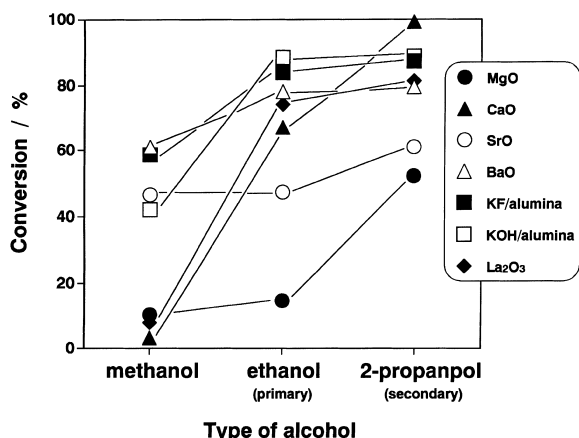 100
80
60
40
20
0
Conversion / %
methanol ethanol 2-propanpol
(primary) (secondary)
Type of alcohol
MgO
CaO
SrO
BaO
KF/alumina
KOH/alumina
La₂O₃